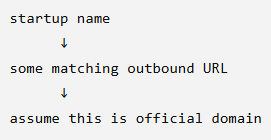 startup name
↓
some matching outbound URL
↓
assume this is official domain